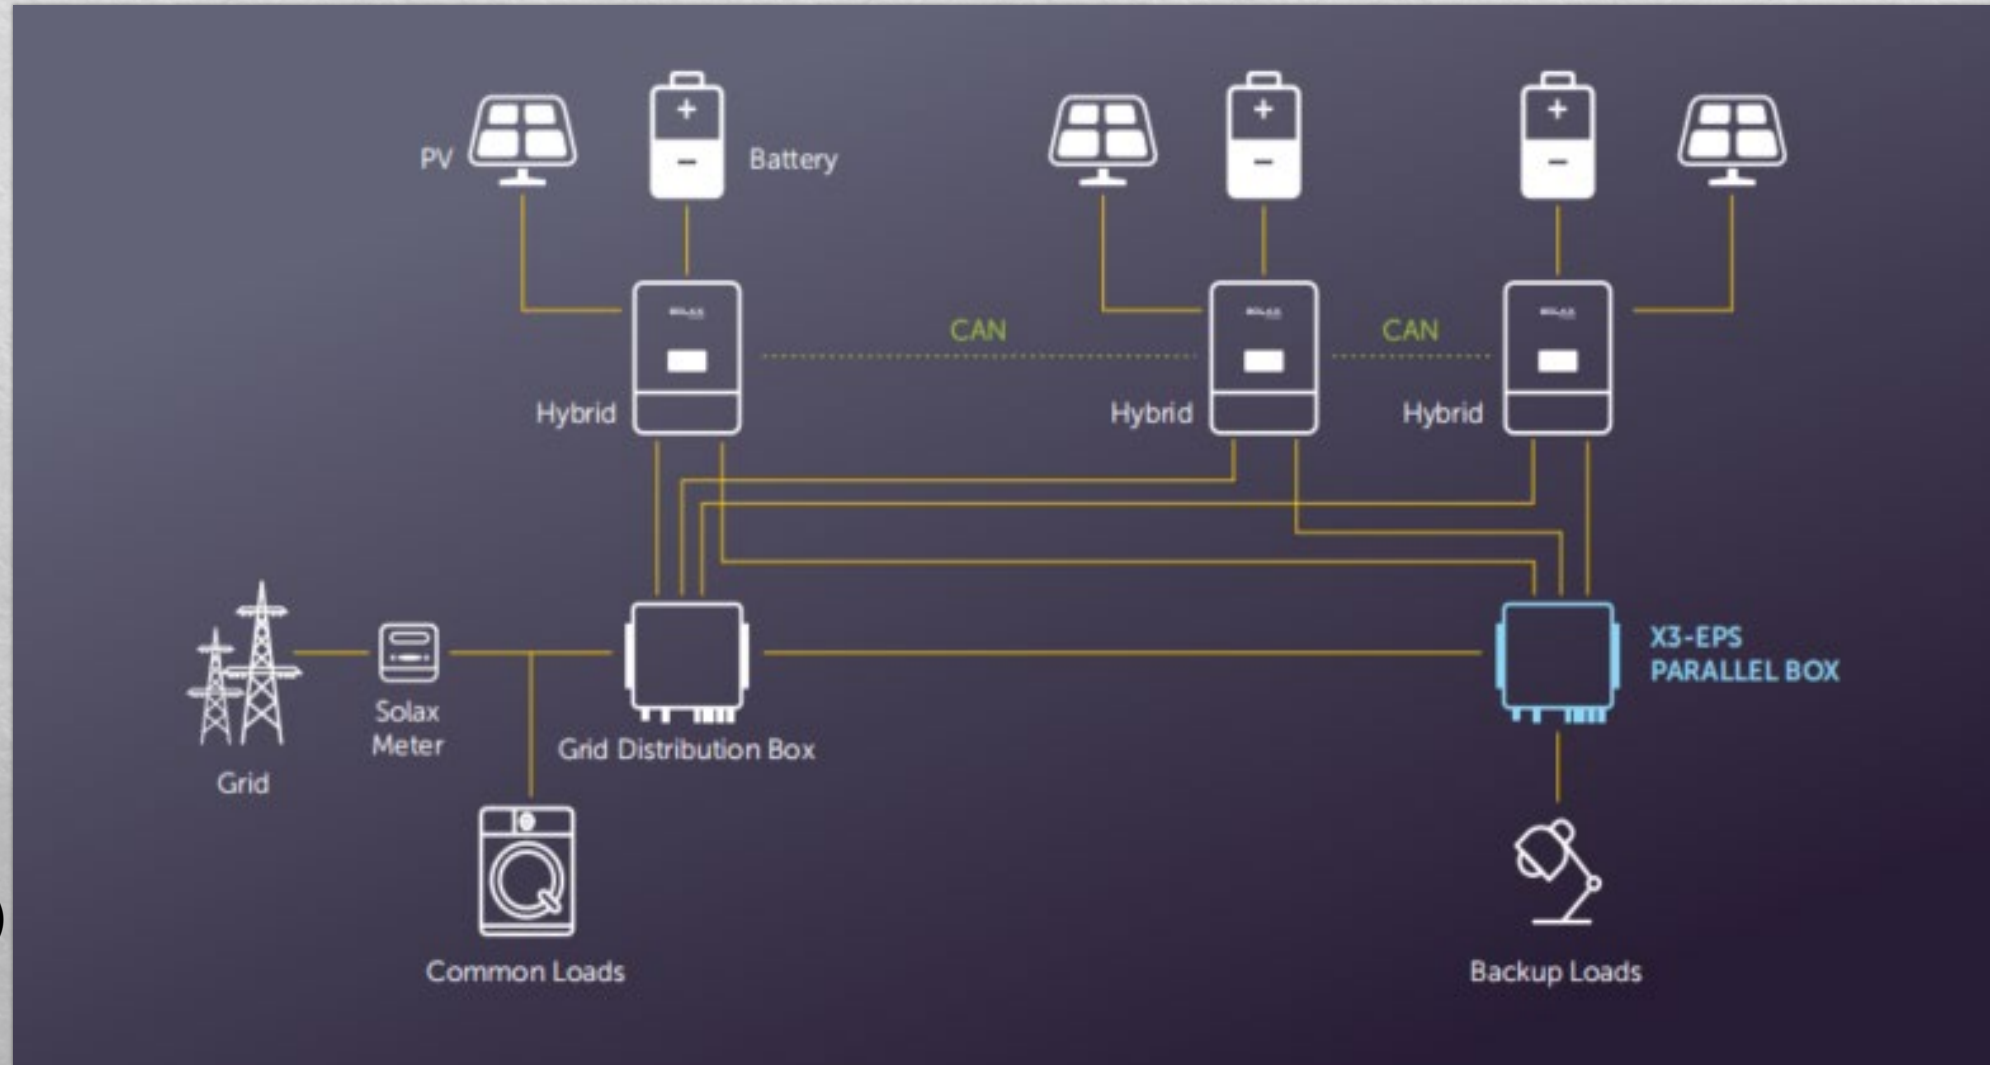 PV
Battery
CAN
CAN
Hybrid
Hybrid
Hybrid
X3-EPS
PARALLEL BOX
Solax
Meter
Grid Distribution Box
Grid
Common Loads
Backup Loads